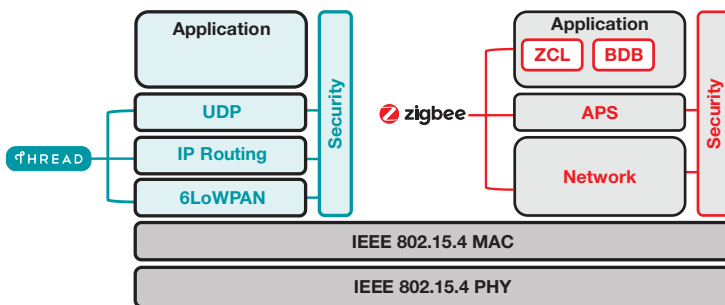 Application
UDP
IP Routing
6LoWPAN
Security
THREAD
zigbee
Application
ZCL
BDB
APS
Network
Security
IEEE 802.15.4 MAC
IEEE 802.15.4 PHY